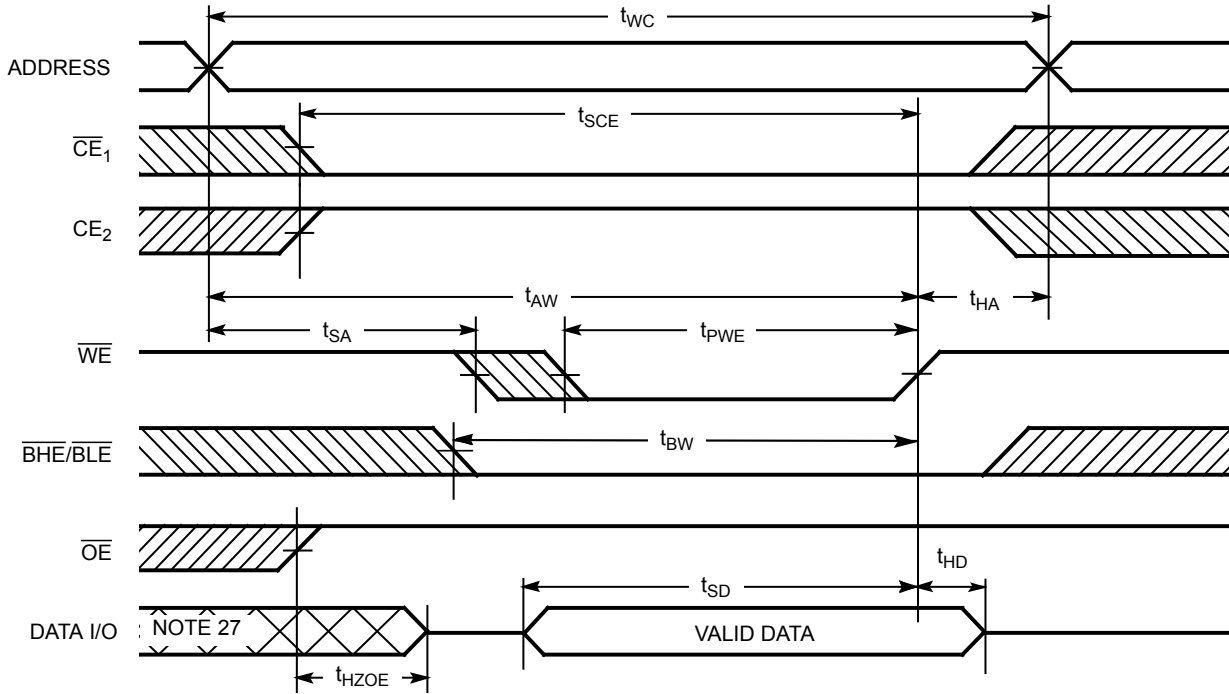 tWC
ADDRESS
tSCE
CE1
CE2
tAW
tHA
tSA
tPWE
WE
tBW
BHE/BLE
OE
tHD
tSD
DATA I/O
NOTE 27
VALID DATA
tHZOE